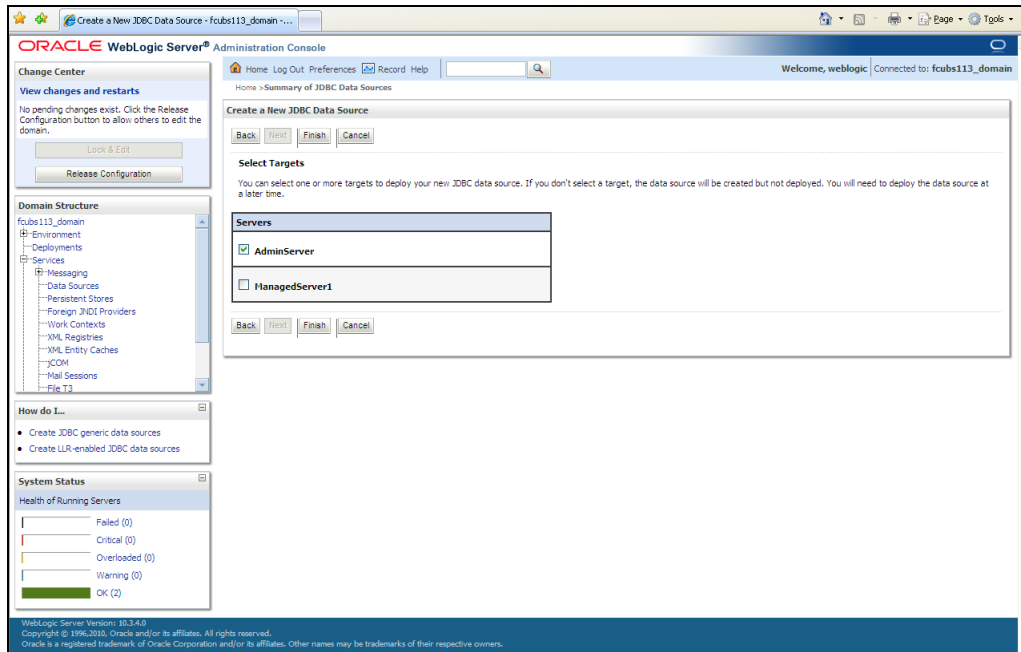 Create a New JDBC Data Source - fcubs113_domain -...
Page
Tools
ORACLE WebLogic Server® Administration Console
Change Center
View changes and restarts
No pending changes exist. Click the Release
Configuration button to allow others to edit the
domain.
Lock & Edit
Release Configuration
Domain Structure
fcubs113_domain
Environment
Deployments
Services
Messaging
Data Sources
Persistent Stores
Foreign JNDI Providers
Work Contexts
XML Registries
XML Entity Caches
jCOM
Mail Sessions
File T3
How do I...
Create JDBC generic data sources
Create LLR-enabled JDBC data sources
System Status
Health of Running Servers
Failed (0)
Critical (0)
Overloaded (0)
Warning (0)
OK (2)
Home Log Out Preferences Record Help
Welcome, weblogic Connected to: fcubs113_domain
Home >Summary of JDBC Data Sources
Create a New JDBC Data Source
Back Next Finish Cancel
Select Targets
You can select one or more targets to deploy your new JDBC data source. If you don't select a target, the data source will be created but not deployed. You will need to deploy the data source at
a later time.
Servers
AdminServer
ManagedServer1
Back Next Finish Cancel
WebLogic Server Version: 10.3.4.0
Copyright © 1996,2010, Oracle and/or its affiliates. All rights reserved.
Oracle is a registered trademark of Oracle Corporation and/or its affiliates. Other names may be trademarks of their respective owners.